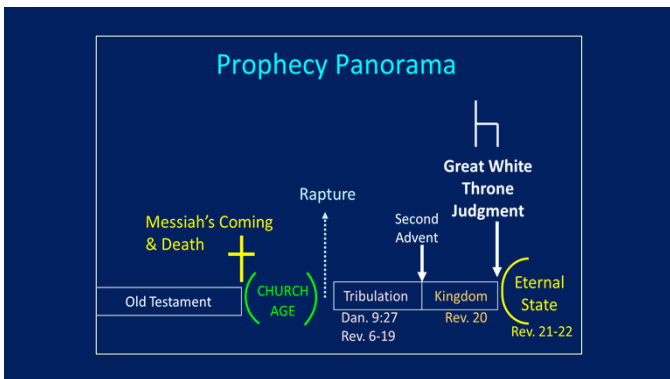 Prophecy Panorama
Great White
Throne
Judgment
Rapture
Messiah's Coming
& Death
Second
Advent
Old Testament
CHURCH
AGE
Tribulation
Kingdom
Eternal
State
Dan. 9:27
Rev. 6-19
Rev. 20
Rev. 21-22